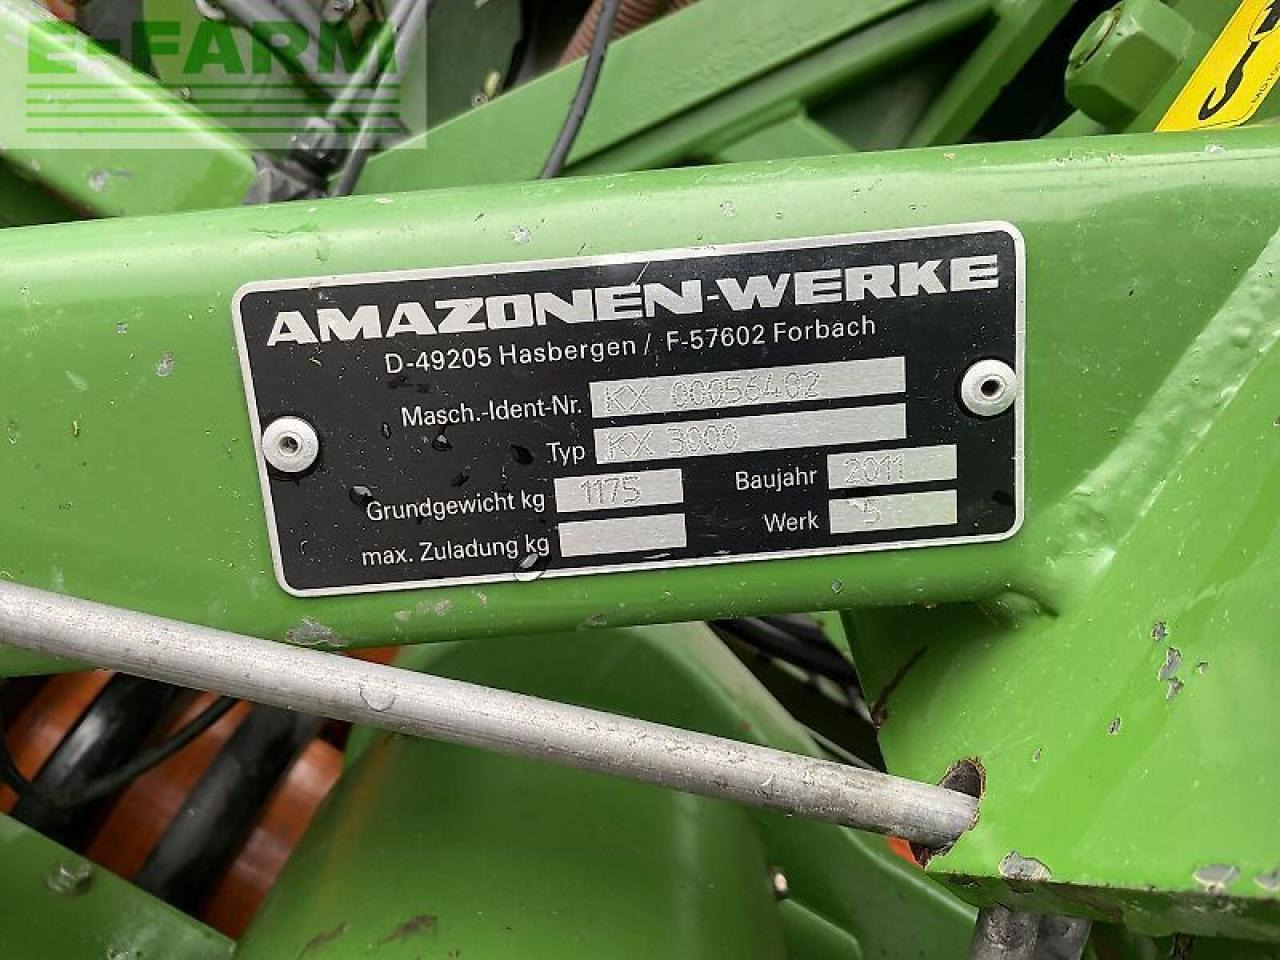 E-FARM
AMAZONEN-WERKE
D-49205 Hasbergen / F-57602 Forbach
Masch.-Ident-Nr. KX 00056402
Typ KX 3000
Grundgewicht kg 1175 Baujahr 2011
max. Zuladung kg Werk 5